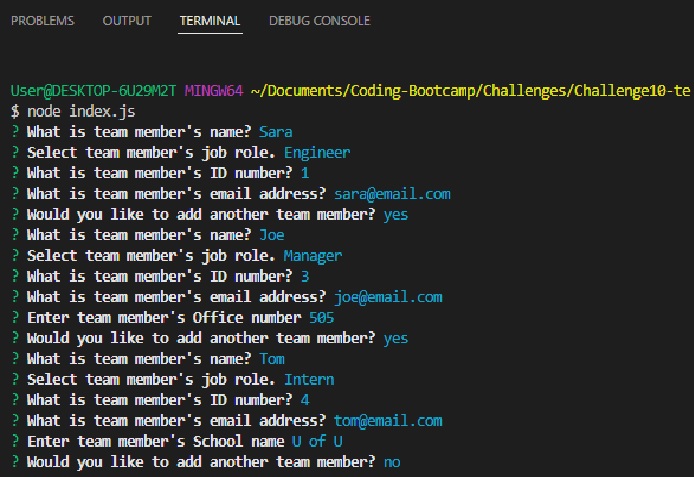 PROBLEMS OUTPUT TERMINAL DEBUG CONSOLE
User@DESKTOP-6U29M2T MINGW64 ~/Documents/Coding-Bootcamp/Challenges/Challenge10-te
$ node index.js
? What is team member's name? Sara
? Select team member's job role. Engineer
? What is team member's ID number? 1
? What is team member's email address? sara@email.com
? Would you like to add another team member? yes
? What is team member's name? Joe
? Select team member's job role. Manager
? What is team member's ID number? 3
? What is team member's email address? joe@email.com
? Enter team member's Office number 505
? Would you like to add another team member? yes
? What is team member's name? Tom
? Select team member's job role. Intern
? What is team member's ID number? 4
? What is team member's email address? tom@email.com
? Enter team member's School name U of U
? Would you like to add another team member? no